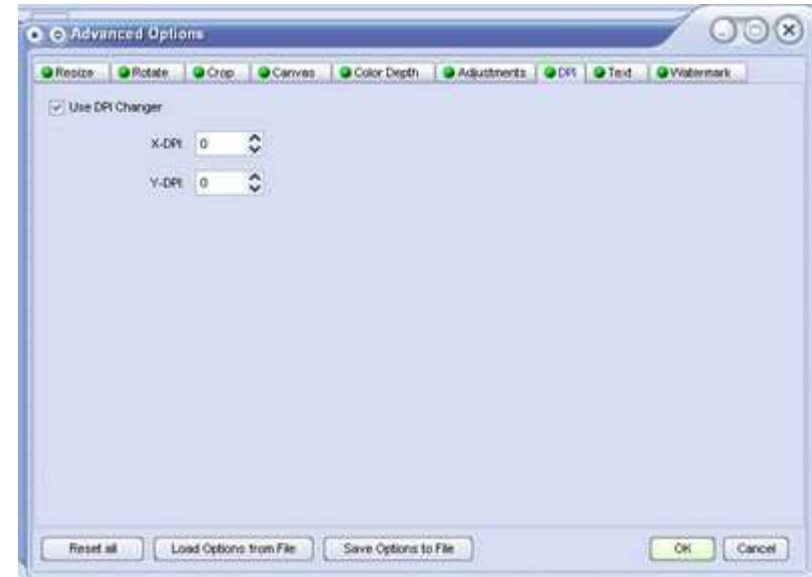 Advanced Options
Resize Rotate Crop Canvas Color Depth Adjustments DPI Text Watermark
Use DPI Changer
X-DPI: 0
Y-DPI: 0
Reset all Load Options from File Save Options to File OK Cancel